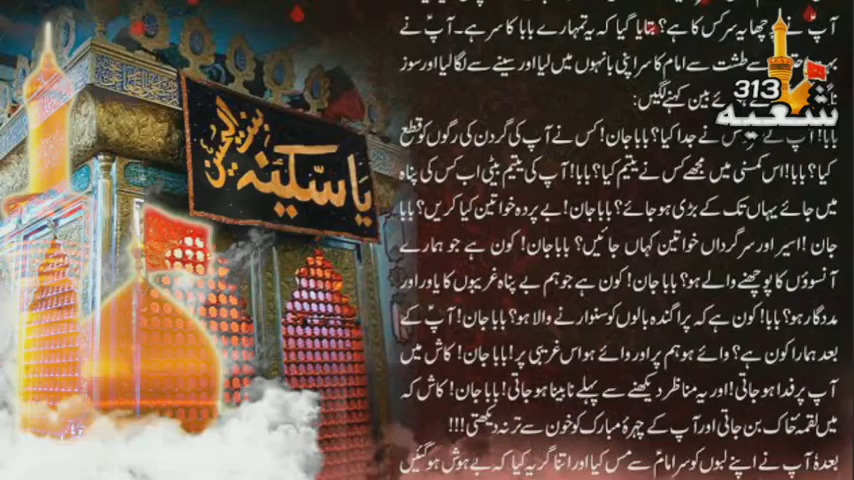 آپؑ نے پوچھا یہ سر کس کا ہے؟ بتایا گیا کہ یہ تمہارے بابا کا سر ہے۔ آپؑ نے
سے طشت سے امام کا سر اپنی بانہوں میں لیا اور سینے سے لگا لیا اور سوز
بین کہنے لگیں:
بابا! آپ کے نے جدا کیا؟ بابا جان! کس نے آپ کی گردن کی رگوں کو قطع
کیا؟ بابا! اس کمسنی میں مجھے کس نے یتیم کیا؟ بابا! آپ کی یتیم بیٹی اب کس کی پناہ
میں جائے یہاں تک کے بڑی ہو جائے؟ بابا جان! بے پردہ خواتین کیا کریں؟ بابا
جان! اسیر اور سرگرداں خواتین کہاں جائیں؟ بابا جان! کون ہے جو ہمارے
آنسوؤں کا پوچھنے والے ہو؟ بابا جان! کون ہے جو ہم بے پناہ غریبوں کا یاور اور
مددگار ہو؟ بابا! کون ہے کہ پراگندہ بالوں کو سنوارنے والا ہو؟ بابا جان! آپؑ کے
بعد ہمارا کون ہے؟ وائے ہو ہم پر اور وائے ہو اس غریبی پر! بابا جان! کاش میں
آپ پر فدا ہو جاتی! اور یہ مناظر دیکھنے سے پہلے نابینا ہو جاتی! بابا جان! کاش کہ
میں لقمہ خاک بن جاتی اور آپ کے چہرۂ مبارک کو خون سے تر نہ دیکھتی!!!
بعدہٗ آپ نے اپنے لبوں کو سر امامؑ سے مس کیا اور اتنا گریہ کیا کہ بے ہوش ہو گئیں
یا سکینہ
بنت الحسینؑ
313
شعیہ